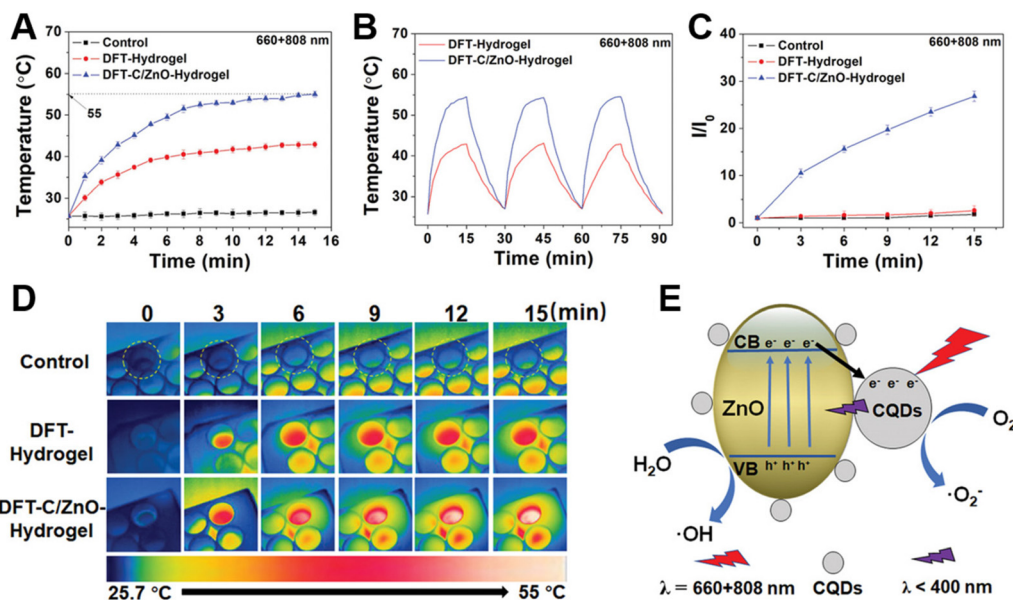 A
Temperature (°C)
70
60
50
40
30
Control
DFT-Hydrogel
DFT-C/ZnO-Hydrogel
660+808 nm
55
0 2 4 6 8 10 12 14 16
Time (min)
B
Temperature (°C)
70
60
50
40
30
DFT-Hydrogel
DFT-C/ZnO-Hydrogel
660+808 nm
0 15 30 45 60 75 90
Time (min)
C
I/I0
40
30
20
10
0
Control
DFT-Hydrogel
DFT-C/ZnO-Hydrogel
660+808 nm
0 3 6 9 12 15
Time (min)
D
0 3 6 9 12 15(min)
Control
DFT-
Hydrogel
DFT-C/ZnO-
Hydrogel
25.7 °C 55 °C
E
CB e- e- e-
e- e- e-
CQDs
ZnO
O2
H2O
VB h+ h+ h+
·O2-
·OH
λ = 660+808 nm CQDs λ < 400 nm